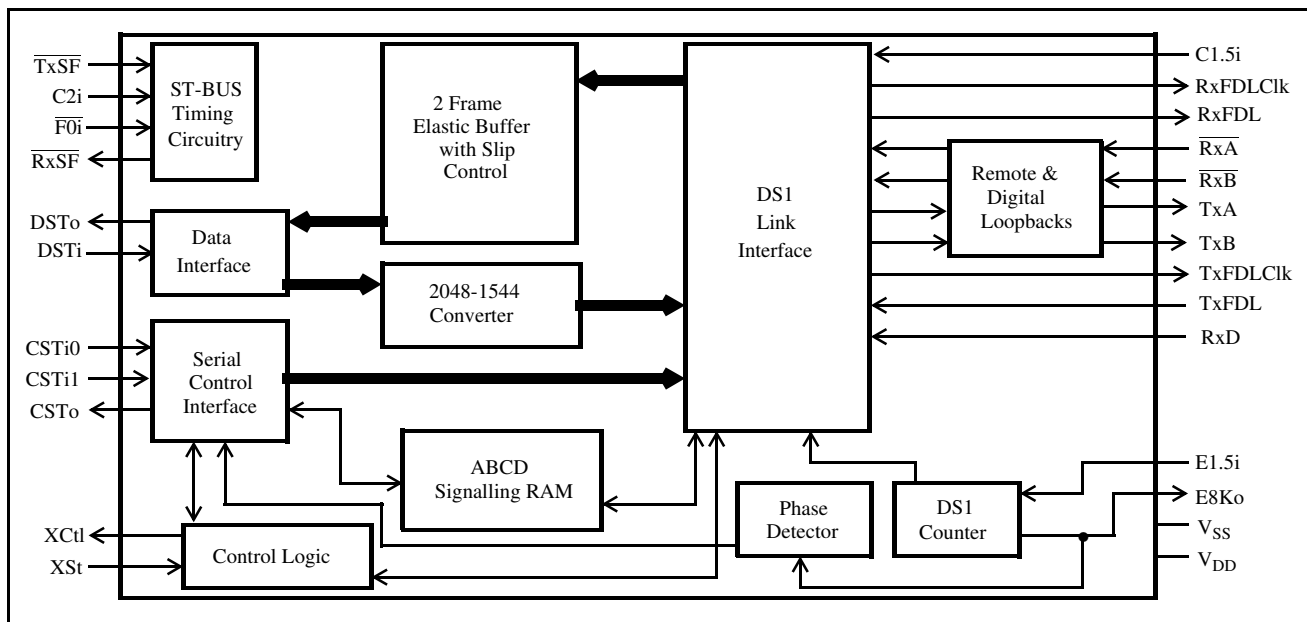 TxSF
C2i
F0i
RxSF
DSTo
DSTi
CSTi0
CSTi1
CSTo
XCtl
XSt
ST-BUS
Timing
Circuitry
Data
Interface
Serial
Control
Interface
Control Logic
2 Frame
Elastic Buffer
with Slip
Control
2048-1544
Converter
ABCD
Signalling RAM
DS1
Link
Interface
Phase
Detector
DS1
Counter
Remote &
Digital
Loopbacks
C1.5i
RxFDLClk
RxFDL
RxA
RxB
TxA
TxB
TxFDLClk
TxFDL
RxD
E1.5i
E8Ko
VSS
VDD